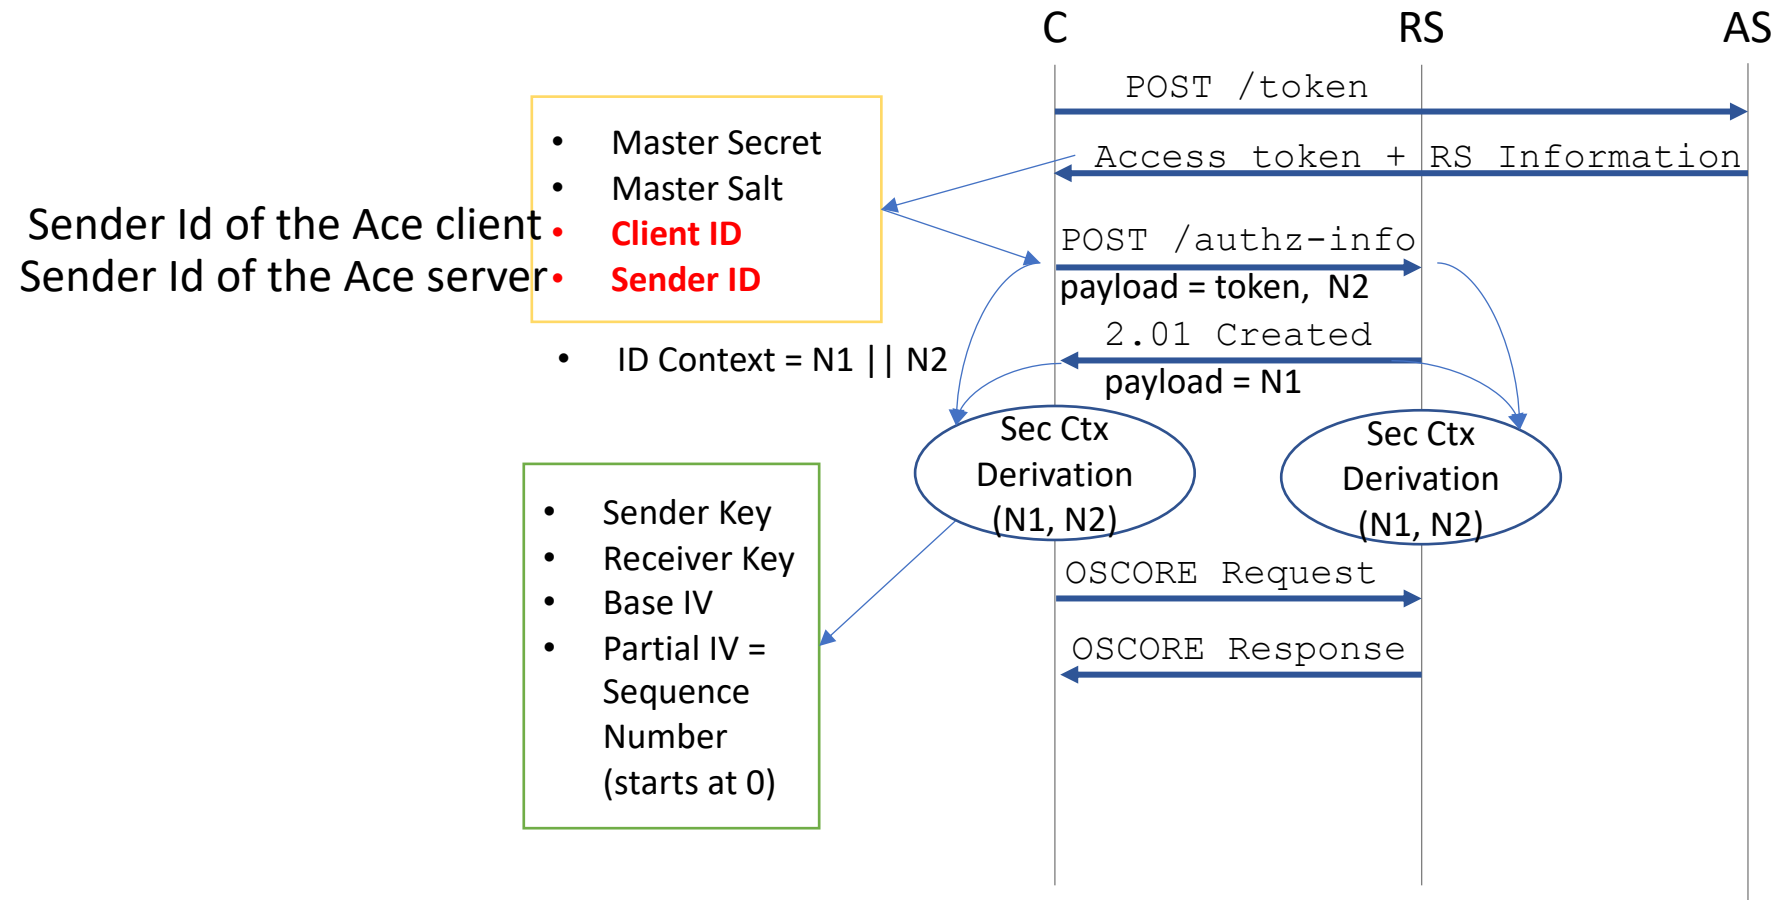 C RS AS
POST /token
Access token + RS Information
• Master Secret
• Master Salt
• Client ID
• Sender ID
Sender Id of the Ace client
Sender Id of the Ace server
POST /authz-info
payload = token, N2
2.01 Created
payload = N1
• ID Context = N1 || N2
Sec Ctx
Derivation
(N1, N2)
Sec Ctx
Derivation
(N1, N2)
• Sender Key
• Receiver Key
• Base IV
• Partial IV =
Sequence
Number
(starts at 0)
OSCORE Request
OSCORE Response